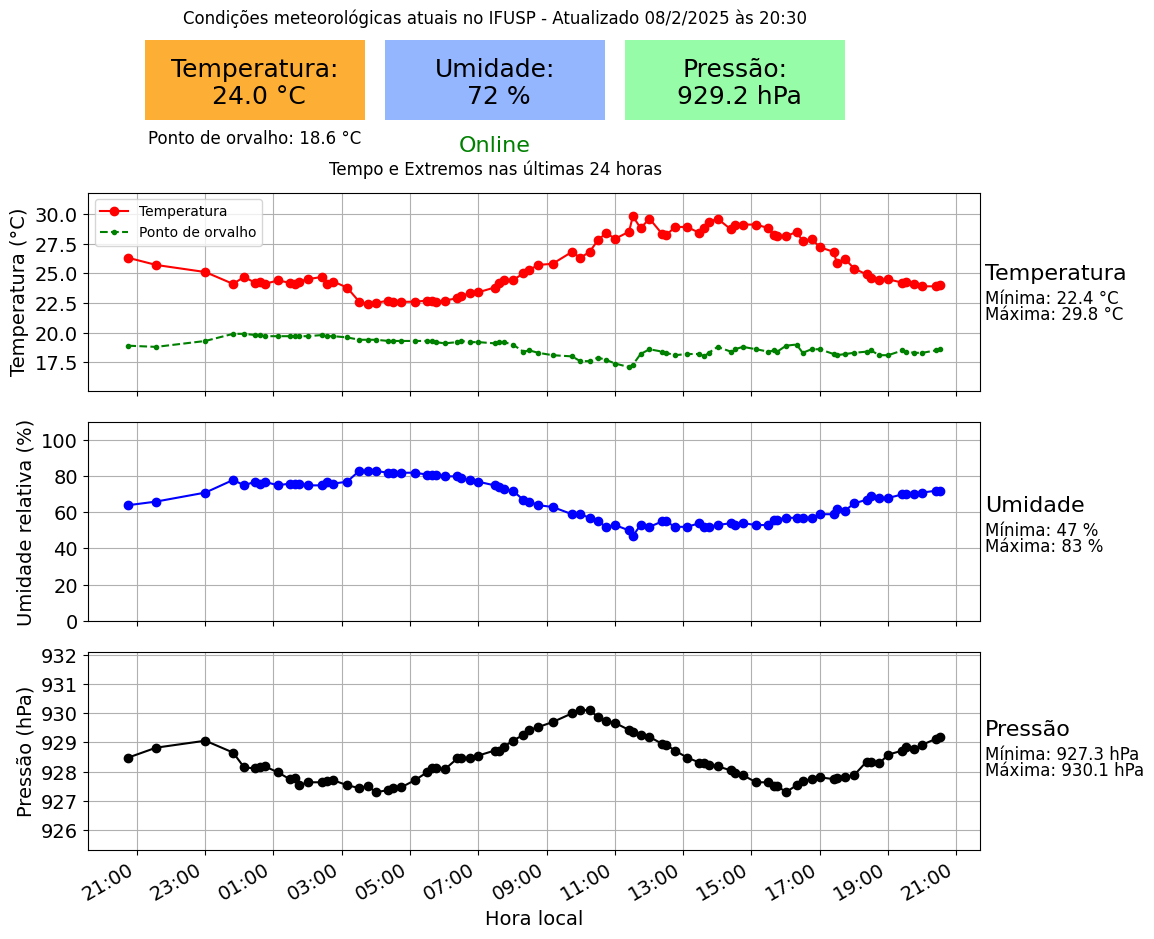 Condições meteorológicas atuais no IFUSP - Atualizado 08/2/2025 às 20:30
Temperatura:
24.0 °C
Umidade:
72 %
Pressão:
929.2 hPa
Ponto de orvalho: 18.6 °C
Online
Tempo e Extremos nas últimas 24 horas
Temperatura (°C)
30.0
27.5
25.0
22.5
20.0
17.5
Temperatura
Ponto de orvalho
Temperatura
Mínima: 22.4 °C
Máxima: 29.8 °C
Umidade relativa (%)
100
80
60
40
20
0
Umidade
Mínima: 47 %
Máxima: 83 %
Pressão (hPa)
932
931
930
929
928
927
926
Pressão
Mínima: 927.3 hPa
Máxima: 930.1 hPa
21:00 23:00 01:00 03:00 05:00 07:00 09:00 11:00 13:00 15:00 17:00 19:00 21:00
Hora local